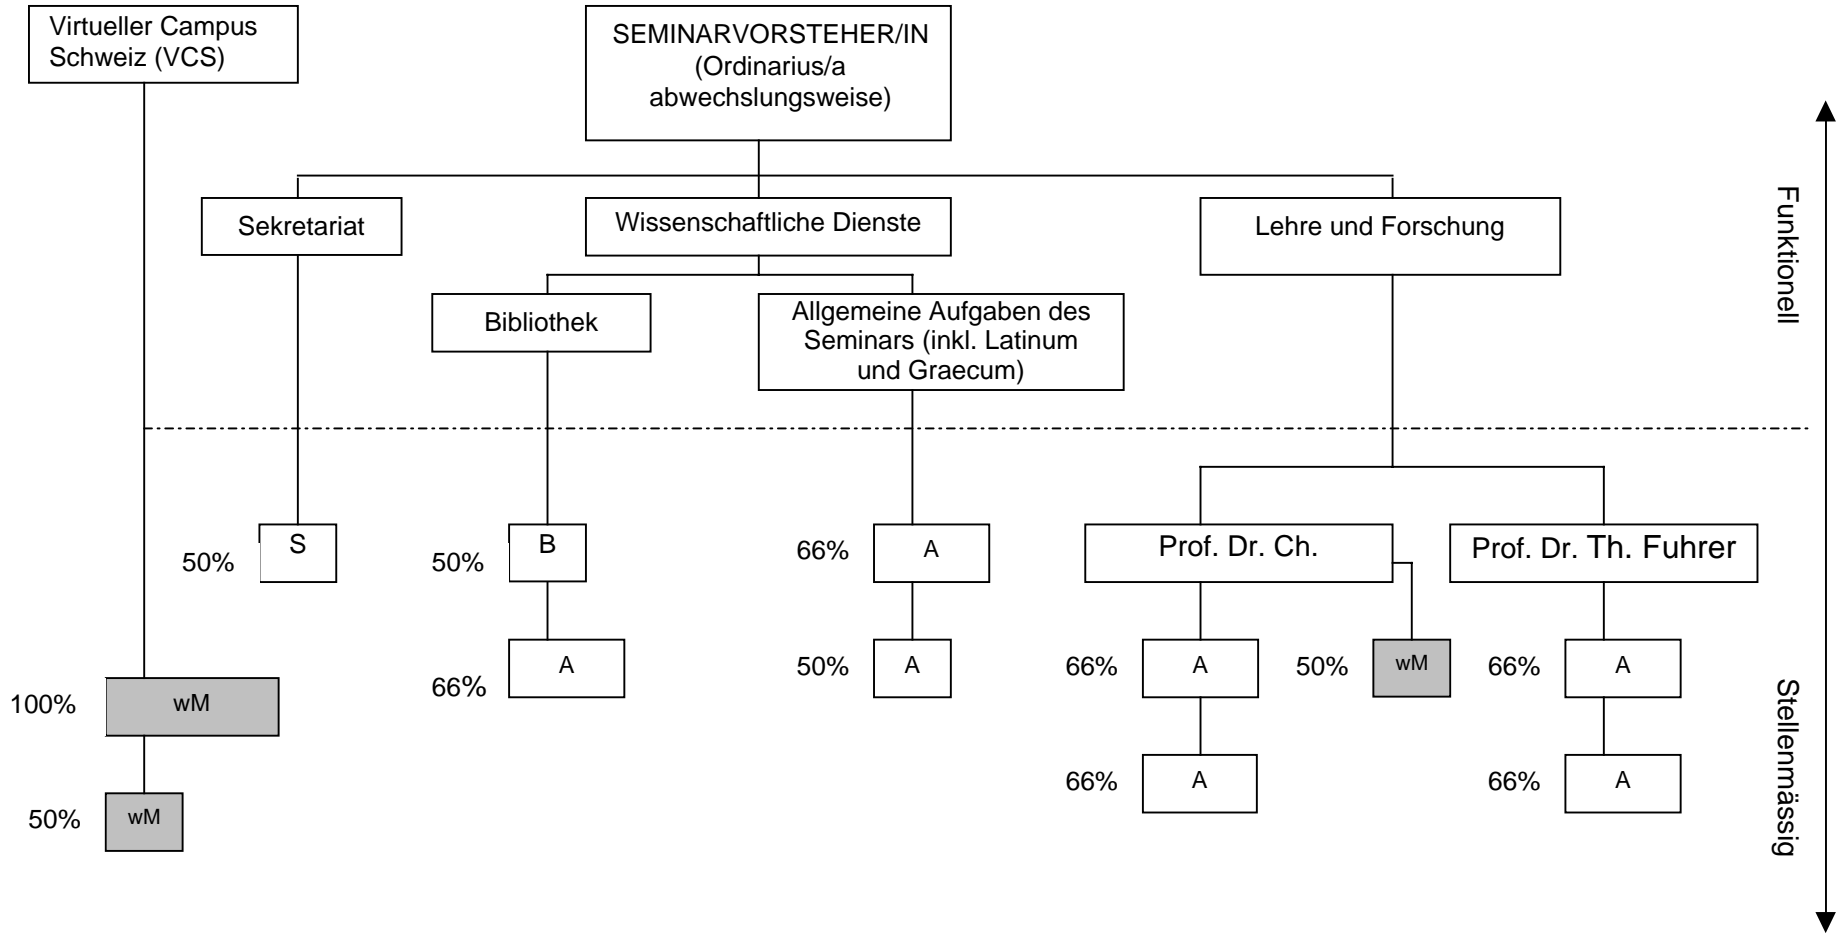 Virtueller Campus
Schweiz (VCS)
SEMINARVORSTEHER/IN
(Ordinarius/a
abwechslungsweise)
Sekretariat
Wissenschaftliche Dienste
Lehre und Forschung
Bibliothek
Allgemeine Aufgaben des
Seminars (inkl. Latinum
und Graecum)
Funktionell
50%
S
50%
B
66%
A
Prof. Dr. Ch.
Prof. Dr. Th. Fuhrer
66%
A
50%
A
66%
A
50%
wM
66%
A
100%
wM
66%
A
66%
A
50%
wM
Stellenmässig